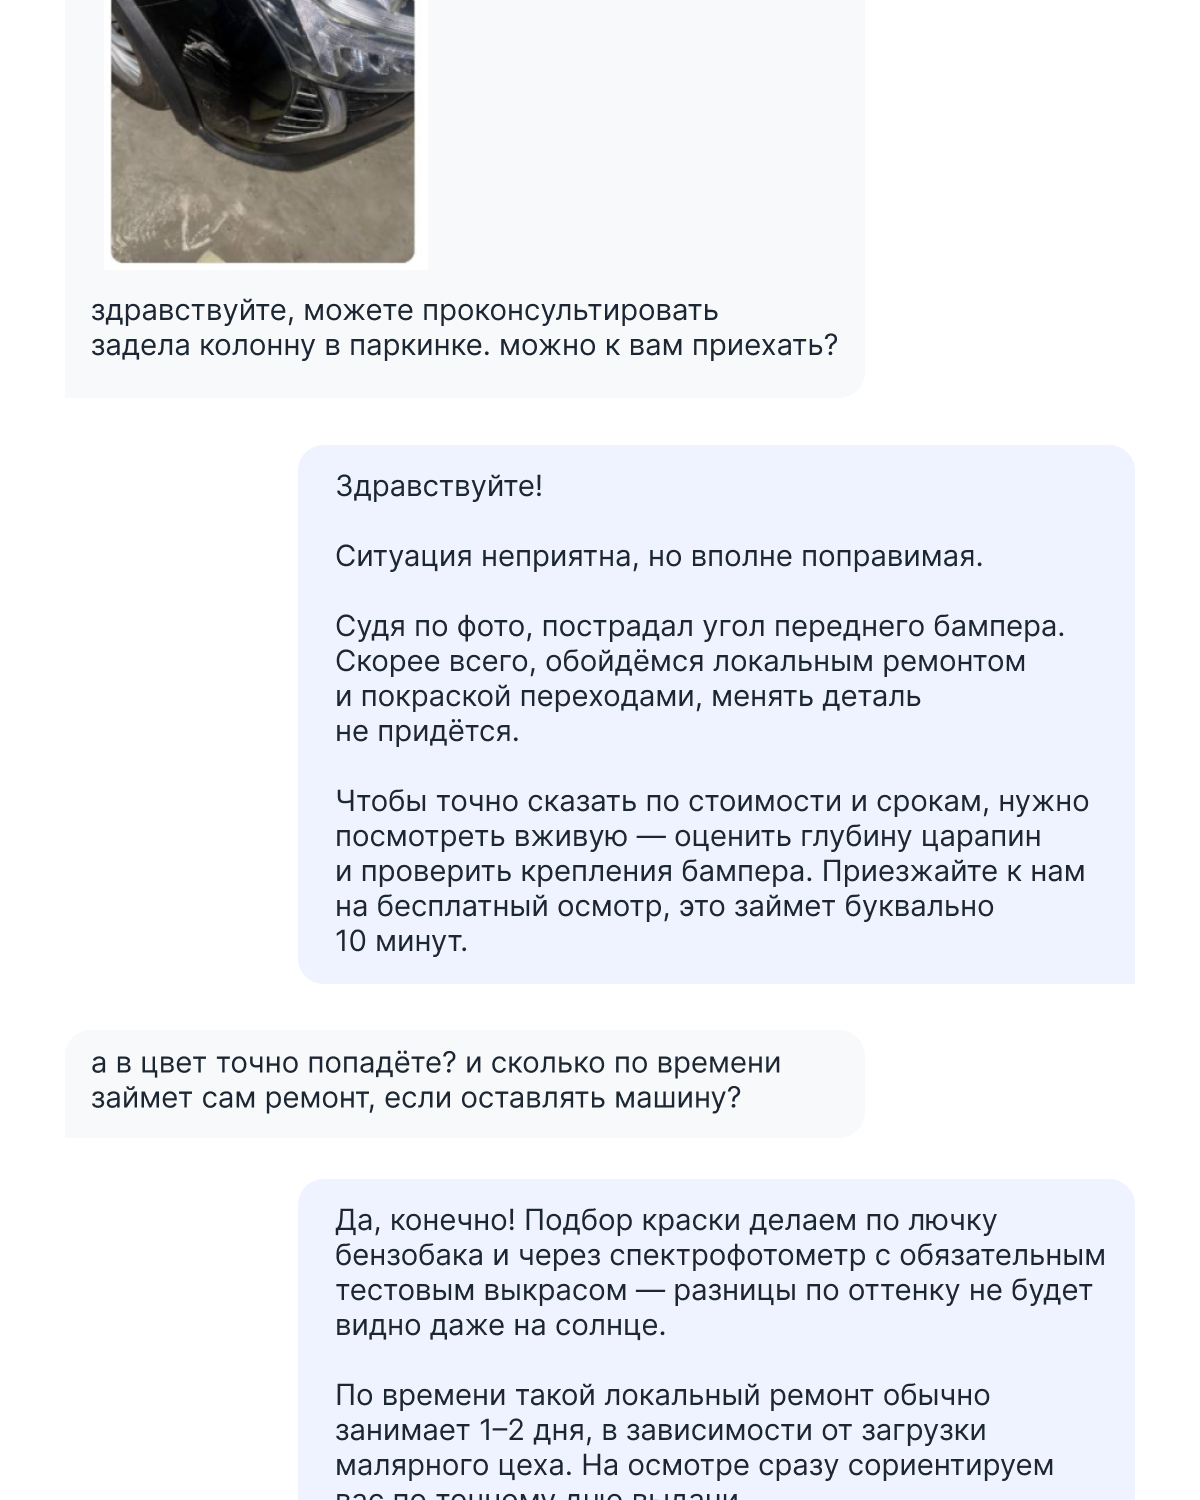 здравствуйте, можете проконсультировать
задела колонну в паркинке. можно к вам приехать?
Здравствуйте!
Ситуация неприятна, но вполне поправимая.
Судя по фото, пострадал угол переднего бампера.
Скорее всего, обойдёмся локальным ремонтом
и покраской переходами, менять деталь
не придётся.
Чтобы точно сказать по стоимости и срокам, нужно
посмотреть вживую — оценить глубину царапин
и проверить крепления бампера. Приезжайте к нам
на бесплатный осмотр, это займет буквально
10 минут.
а в цвет точно попадёте? и сколько по времени
займет сам ремонт, если оставлять машину?
Да, конечно! Подбор краски делаем по лючку
бензобака и через спектрофотометр с обязательным
тестовым выкрасом — разницы по оттенку не будет
видно даже на солнце.
По времени такой локальный ремонт обычно
занимает 1–2 дня, в зависимости от загрузки
малярного цеха. На осмотре сразу сориентируем
вас по точному дню выдачи.